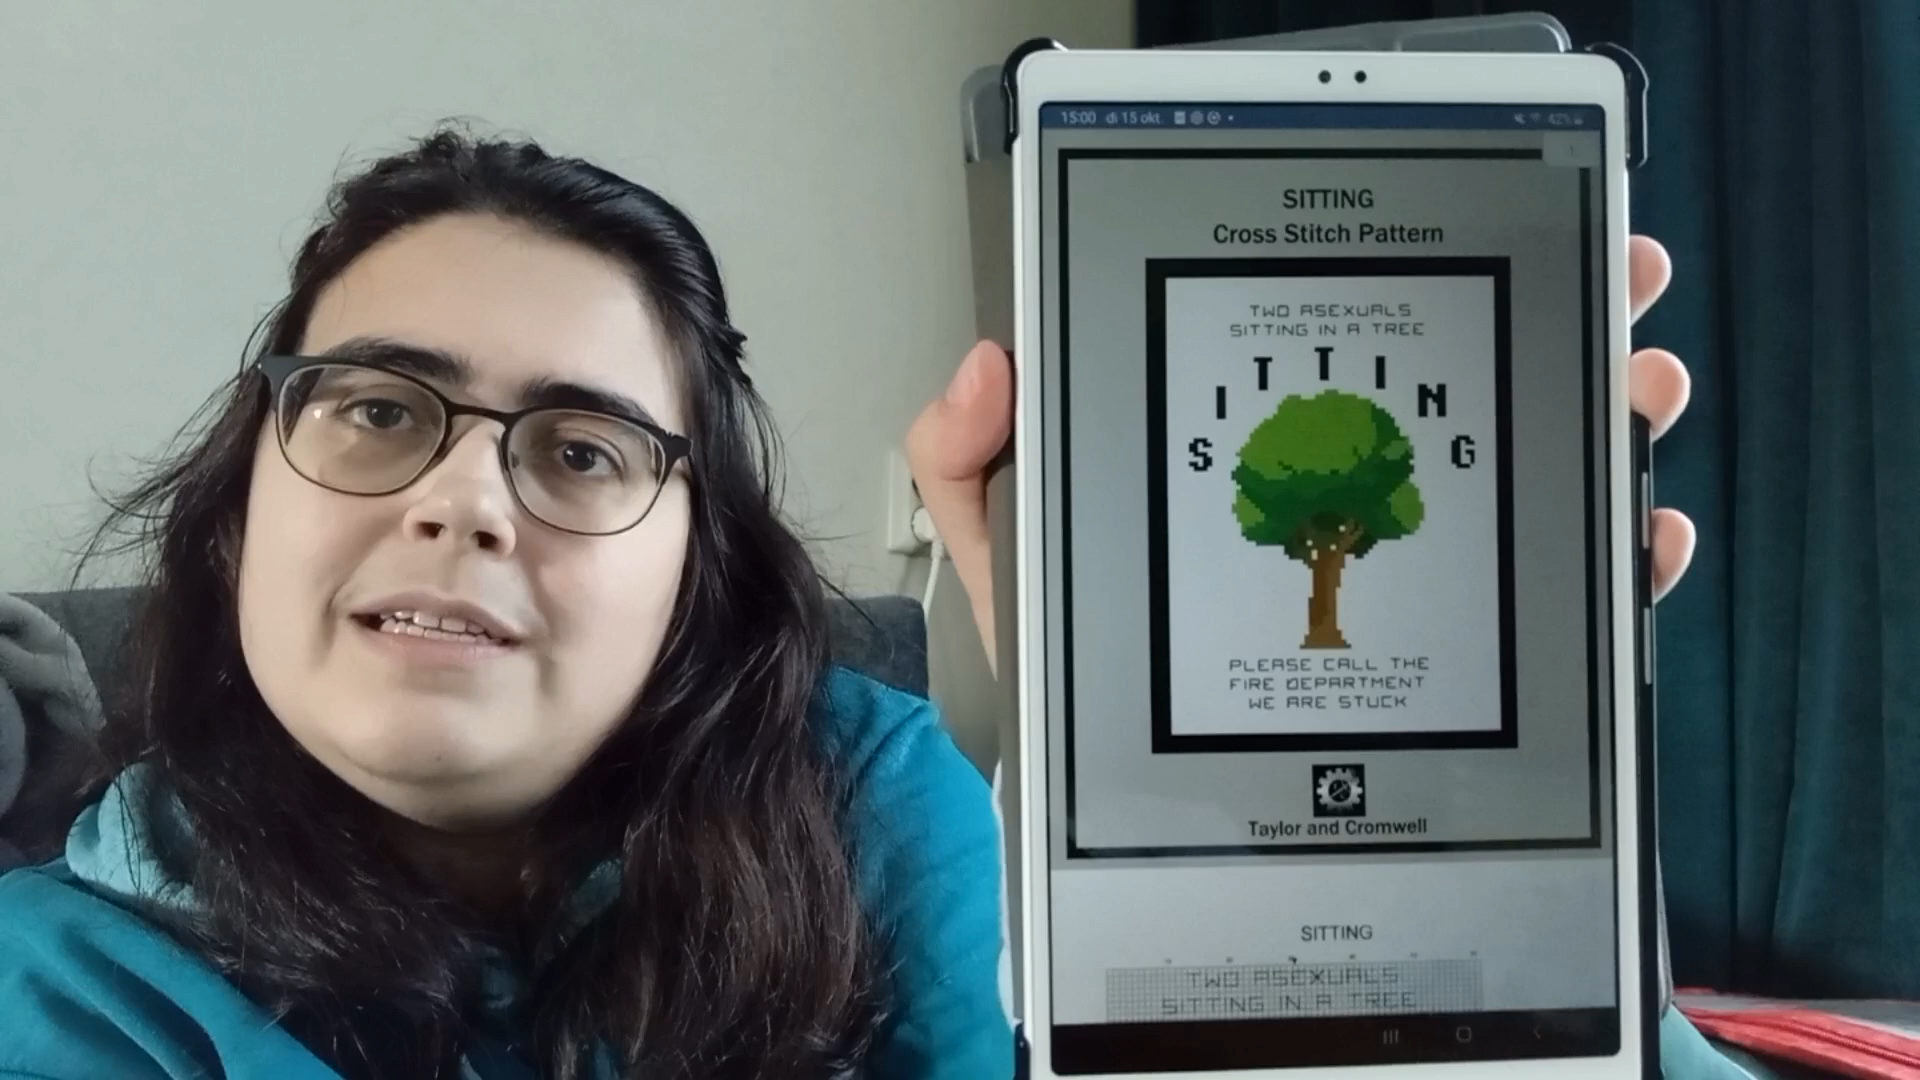 15:00 di 15 okt. 42%
SITTING
Cross Stitch Pattern
TWO ASEXUALS
SITTING IN A TREE
SITTING
PLEASE CALL THE
FIRE DEPARTMENT
WE ARE STUCK
Taylor and Cromwell
SITTING
TWO ASEXUALS
SITTING IN A TREE